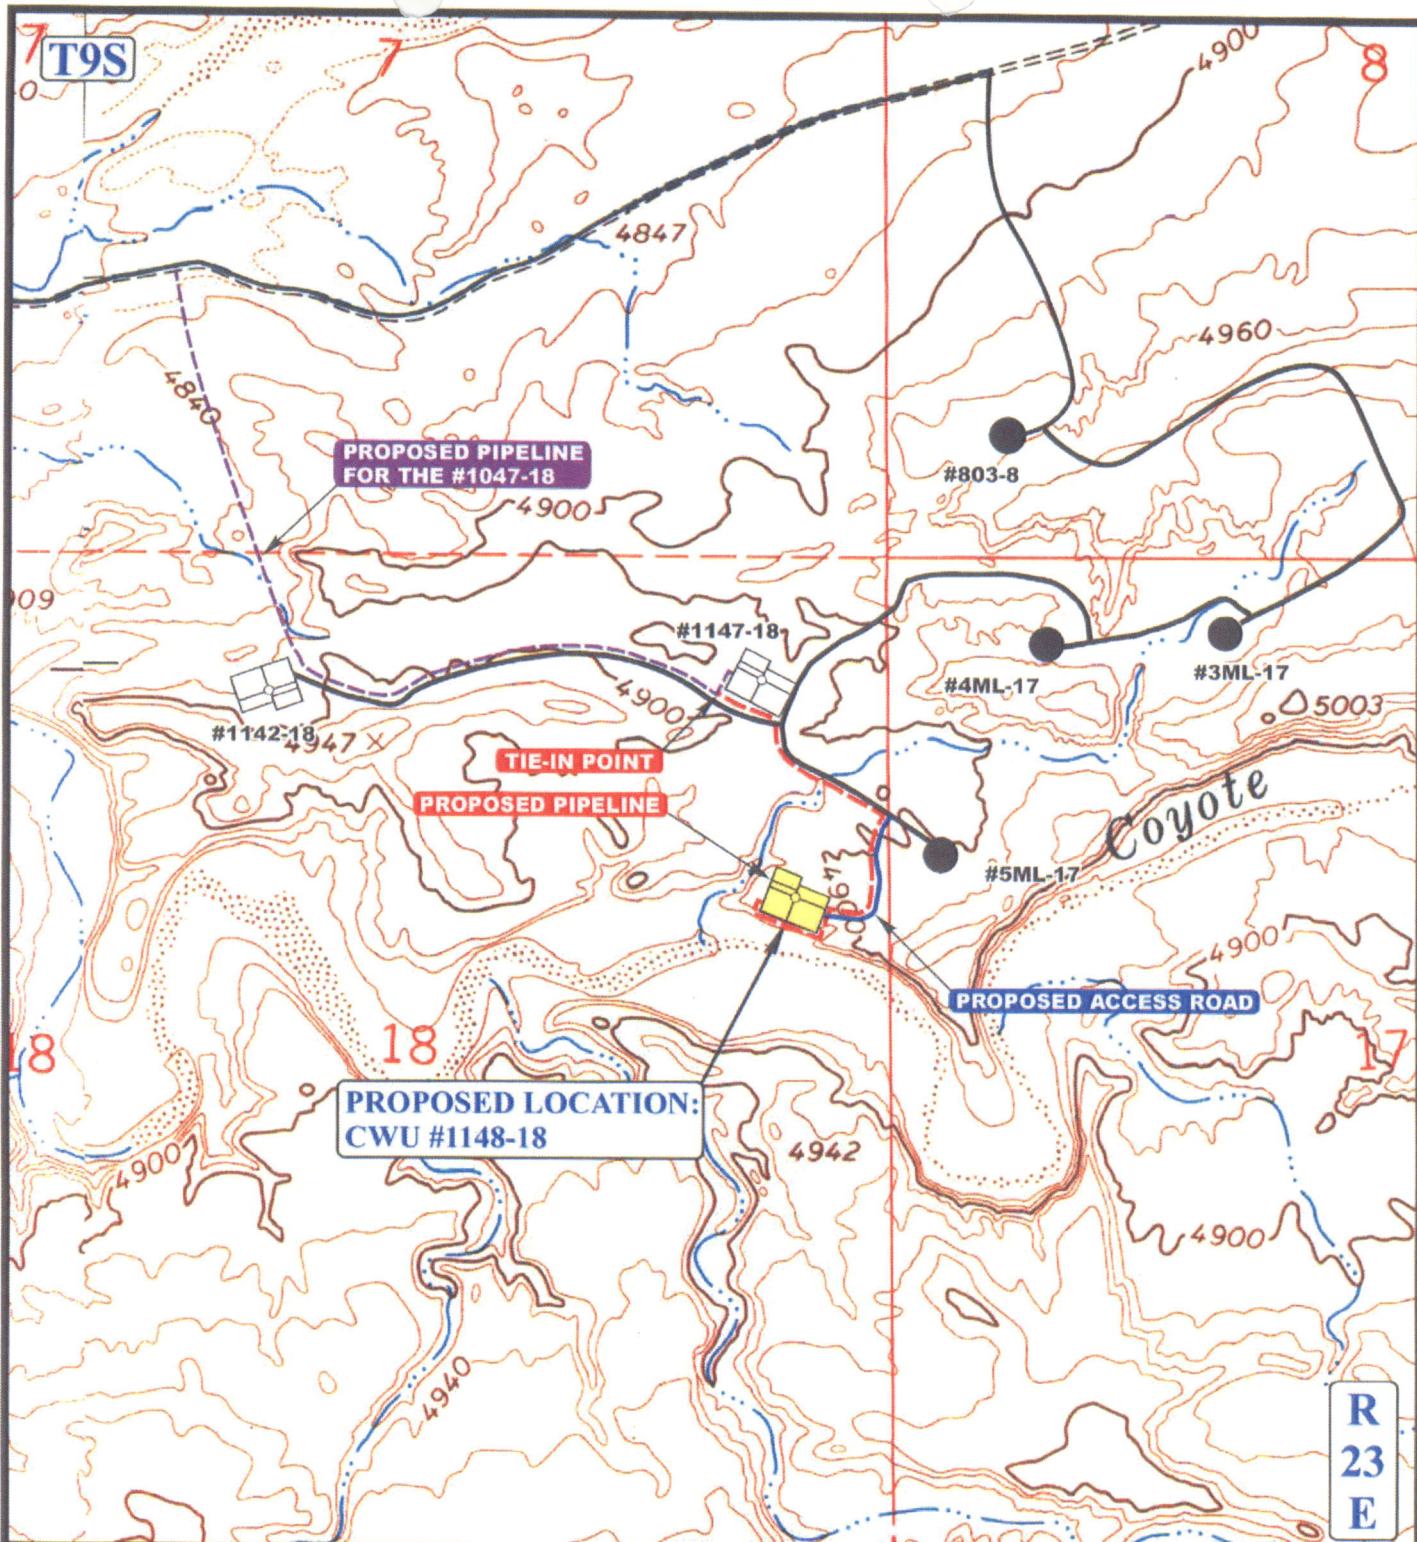 7
T9S
7
8
4900
4847
4960
4840
PROPOSED PIPELINE
FOR THE #1047-18
#803-8
4900
909
#1147-18
#4ML-17
#3ML-17
4900
5003
#1142-18
4947
TIE-IN POINT
PROPOSED PIPELINE
Coyote
#5ML-17
4900
4900
PROPOSED ACCESS ROAD
18
18
17
PROPOSED LOCATION:
CWU #1148-18
4942
4900
4900
4940
R
23
E